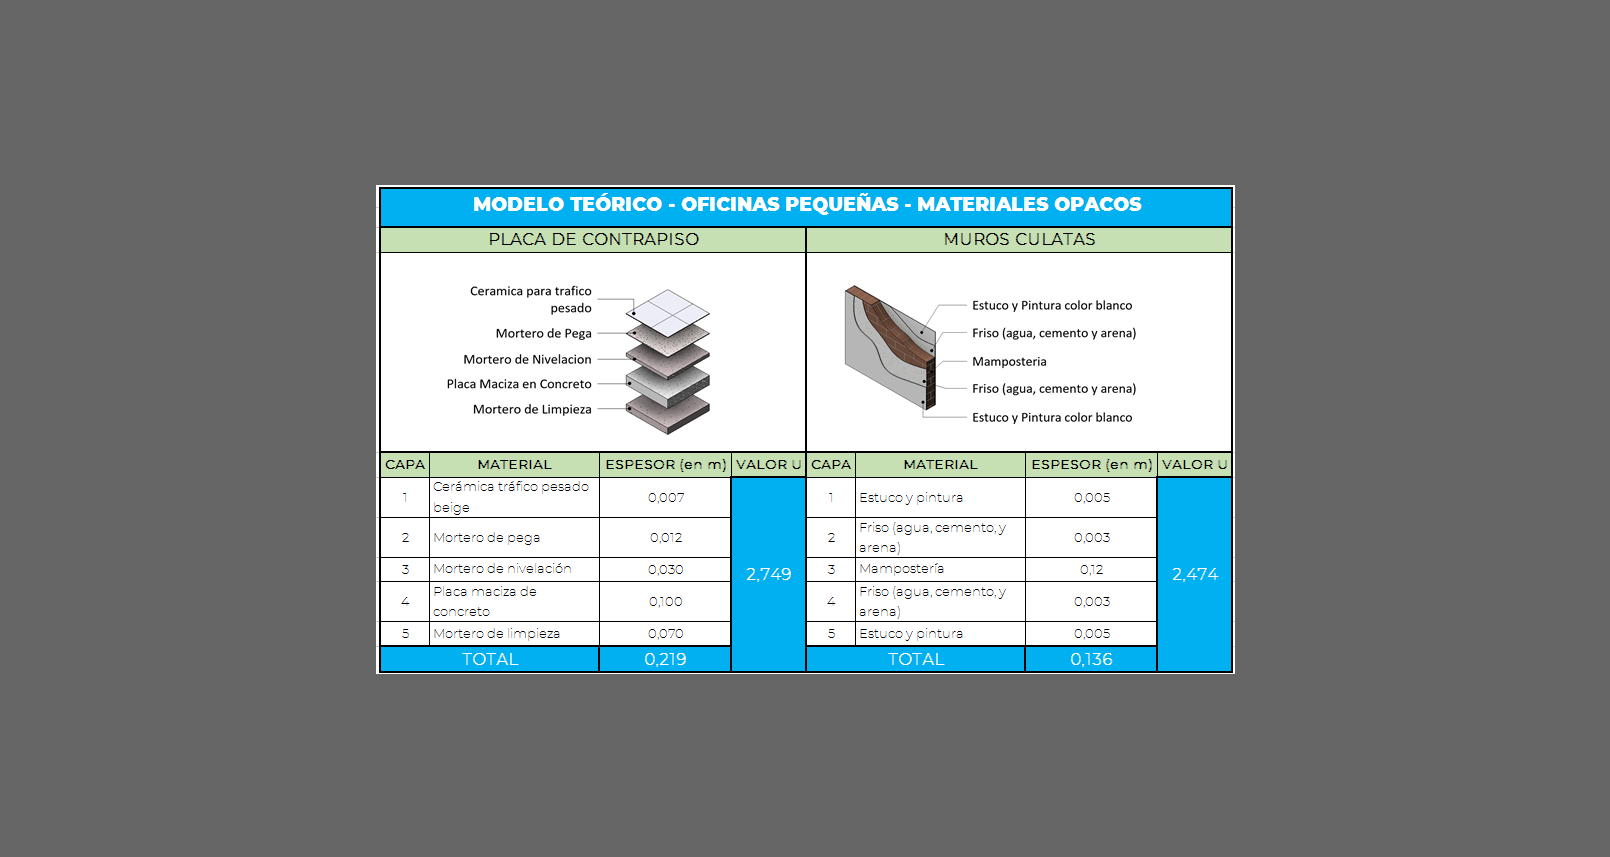 MODELO TEÓRICO - OFICINAS PEQUEÑAS - MATERIALES OPACOS
PLACA DE CONTRAPISO
Ceramica para trafico
pesado
Mortero de Pega
Mortero de Nivelacion
Placa Maciza en Concreto
Mortero de Limpieza
MUROS CULATAS
Estuco y Pintura color blanco
Friso (agua, cemento y arena)
Mamposteria
Friso (agua, cemento y arena)
Estuco y Pintura color blanco
CAPA MATERIAL ESPESOR (en m) VALOR U
1 Cerámica tráfico pesado
beige 0,007
2 Mortero de pega 0,012
3 Mortero de nivelación 0,030
4 Placa maciza de
concreto 0,100
5 Mortero de limpieza 0,070
2,749
TOTAL 0,219
CAPA MATERIAL ESPESOR (en m) VALOR U
1 Estuco y pintura 0,005
2 Friso (agua, cemento, y
arena) 0,003
3 Mampostería 0,12
4 Friso (agua, cemento, y
arena) 0,003
5 Estuco y pintura 0,005
2,474
TOTAL 0,136